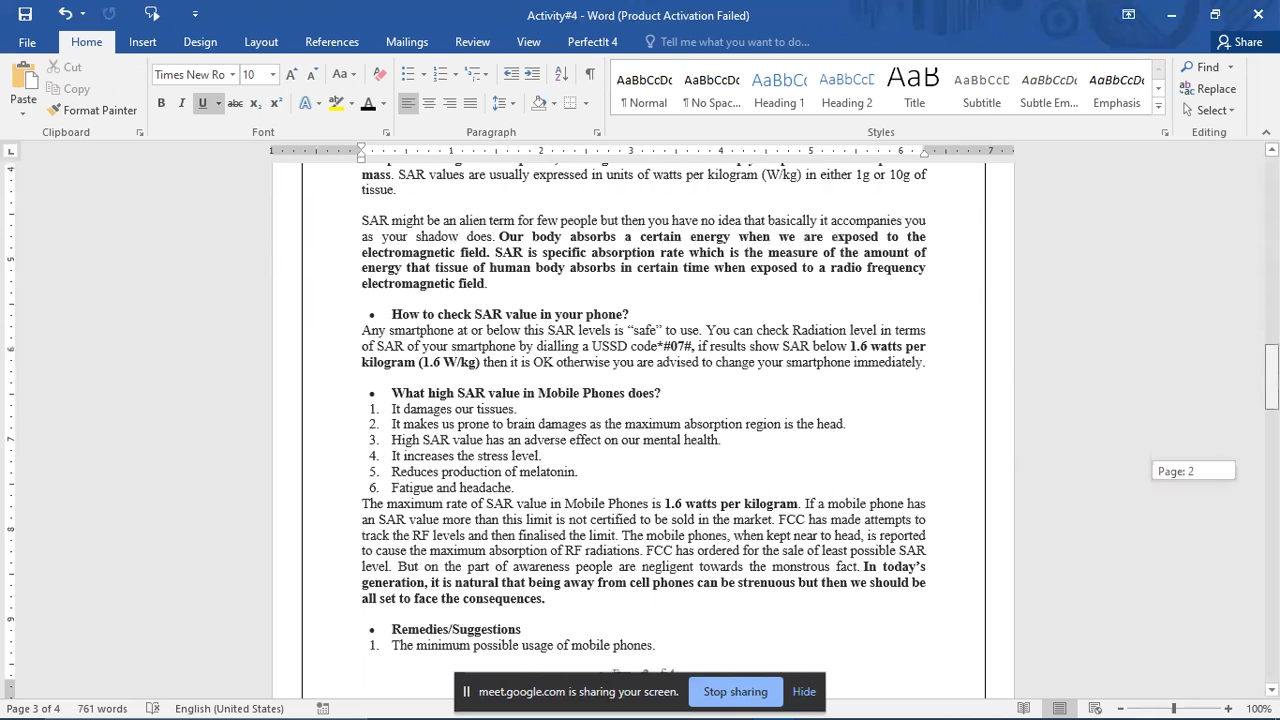 Activity#4 - Word (Product Activation Failed)
File Home Insert Design Layout References Mailings Review View PerfectIt 4 Tell me what you want to do... Share
Paste
Cut
Copy
Format Painter
Clipboard
Times New Ro 10 Aa
B I U abc x₂ x² A ab A
Font
Paragraph
AaBbCcDc AaBbCcDc AaBbCc AaBbCcD AaB AaBbCcD AaBbCcDc AaBbCcDc
¶ Normal ¶ No Spac... Heading Heading 2 Title Subtitle Subtle Em... Emphasis
Styles
Find
Replace
Select
Editing
1 1 2 3 4 5 6 7
mass. SAR values are usually expressed in units of watts per kilogram (W/kg) in either 1g or 10g of
tissue.
SAR might be an alien term for few people but then you have no idea that basically it accompanies you
as your shadow does. Our body absorbs a certain energy when we are exposed to the
electromagnetic field. SAR is specific absorption rate which is the measure of the amount of
energy that tissue of human body absorbs in certain time when exposed to a radio frequency
electromagnetic field.
• How to check SAR value in your phone?
Any smartphone at or below this SAR levels is “safe” to use. You can check Radiation level in terms
of SAR of your smartphone by dialling a USSD code*#07#, if results show SAR below 1.6 watts per
kilogram (1.6 W/kg) then it is OK otherwise you are advised to change your smartphone immediately.
• What high SAR value in Mobile Phones does?
1. It damages our tissues.
2. It makes us prone to brain damages as the maximum absorption region is the head.
3. High SAR value has an adverse effect on our mental health.
4. It increases the stress level.
5. Reduces production of melatonin.
6. Fatigue and headache.
The maximum rate of SAR value in Mobile Phones is 1.6 watts per kilogram. If a mobile phone has
an SAR value more than this limit is not certified to be sold in the market. FCC has made attempts to
track the RF levels and then finalised the limit. The mobile phones, when kept near to head, is reported
to cause the maximum absorption of RF radiations. FCC has ordered for the sale of least possible SAR
level. But on the part of awareness people are negligent towards the monstrous fact. In today’s
generation, it is natural that being away from cell phones can be strenuous but then we should be
all set to face the consequences.
• Remedies/Suggestions
1. The minimum possible usage of mobile phones.
Page: 2
meet.google.com is sharing your screen. Stop sharing Hide
Page 3 of 4 761 words English (United States) 100%